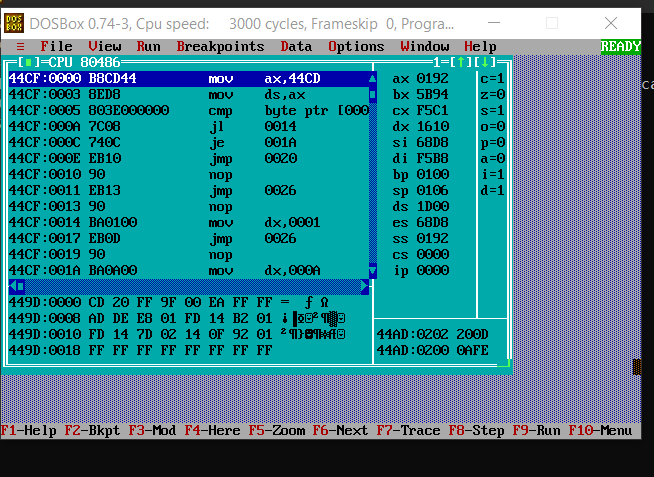 DOSBox 0.74-3, Cpu speed: 3000 cycles, Frameskip 0, Progra...
≡ File View Run Breakpoints Data Options Window Help READY
[■]=CPU 80486 1=[↑][↓]
44CF:0000 B8CD44 mov ax,44CD ax 0192 c=1
44CF:0003 8ED8 mov ds,ax bx 5B94 z=0
44CF:0005 803E000000 cmp byte ptr [000 cx F5C1 s=1
44CF:000A 7C08 jl 0014 dx 1610 o=0
44CF:000C 740C je 001A si 68D8 p=0
44CF:000E EB10 jmp 0020 di F5B8 a=0
44CF:0010 90 nop bp 0100 i=1
44CF:0011 EB13 jmp 0026 sp 0106 d=1
44CF:0013 90 nop ds 1D00
44CF:0014 BA0100 mov dx,0001 es 68D8
44CF:0017 EB0D jmp 0026 ss 0192
44CF:0019 90 nop cs 0000
44CF:001A BA0A00 mov dx,000A ip 0000
449D:0000 CD 20 FF 9F 00 EA FF FF = ƒ Ω
449D:0008 AD DE E8 01 FD 14 B2 01
449D:0010 FD 14 7D 02 14 0F 92 01 44AD:0202 200D
449D:0018 FF FF FF FF FF FF FF FF 44AD:0200 0AFE
F1-Help F2-Bkpt F3-Mod F4-Here F5-Zoom F6-Next F7-Trace F8-Step F9-Run F10-Menu